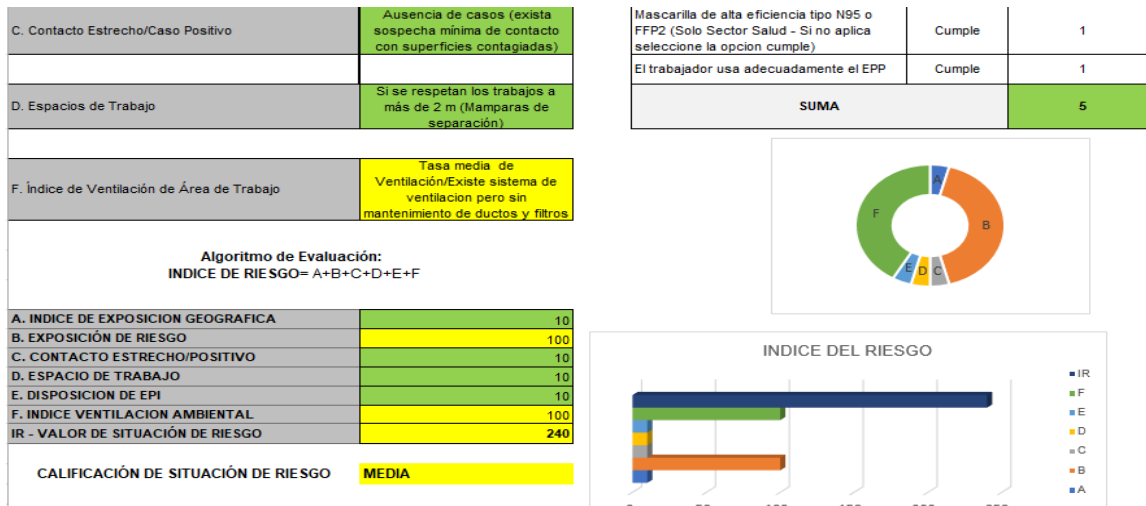 C. Contacto Estrecho/Caso Positivo
Ausencia de casos (exista
sospecha mínima de contacto
con superficies contagiadas)
D. Espacios de Trabajo
Si se respetan los trabajos a
más de 2 m (Mamparas de
separación)
F. Índice de Ventilación de Área de Trabajo
Tasa media de
Ventilación/Existe sistema de
ventilacion pero sin
mantenimiento de ductos y filtros
Algoritmo de Evaluación:
INDICE DE RIESGO= A+B+C+D+E+F
A. INDICE DE EXPOSICION GEOGRAFICA 10
B. EXPOSICIÓN DE RIESGO 100
C. CONTACTO ESTRECHO/POSITIVO 10
D. ESPACIO DE TRABAJO 10
E. DISPOSICION DE EPI 10
F. INDICE VENTILACION AMBIENTAL 100
IR - VALOR DE SITUACIÓN DE RIESGO 240
CALIFICACIÓN DE SITUACIÓN DE RIESGO MEDIA
Mascarilla de alta eficiencia tipo N95 o
FFP2 (Solo Sector Salud - Si no aplica
seleccione la opcion cumple)
Cumple 1
El trabajador usa adecuadamente el EPP Cumple 1
SUMA 5
A
F
B
E D C
INDICE DEL RIESGO
IR
F
E
D
C
B
A